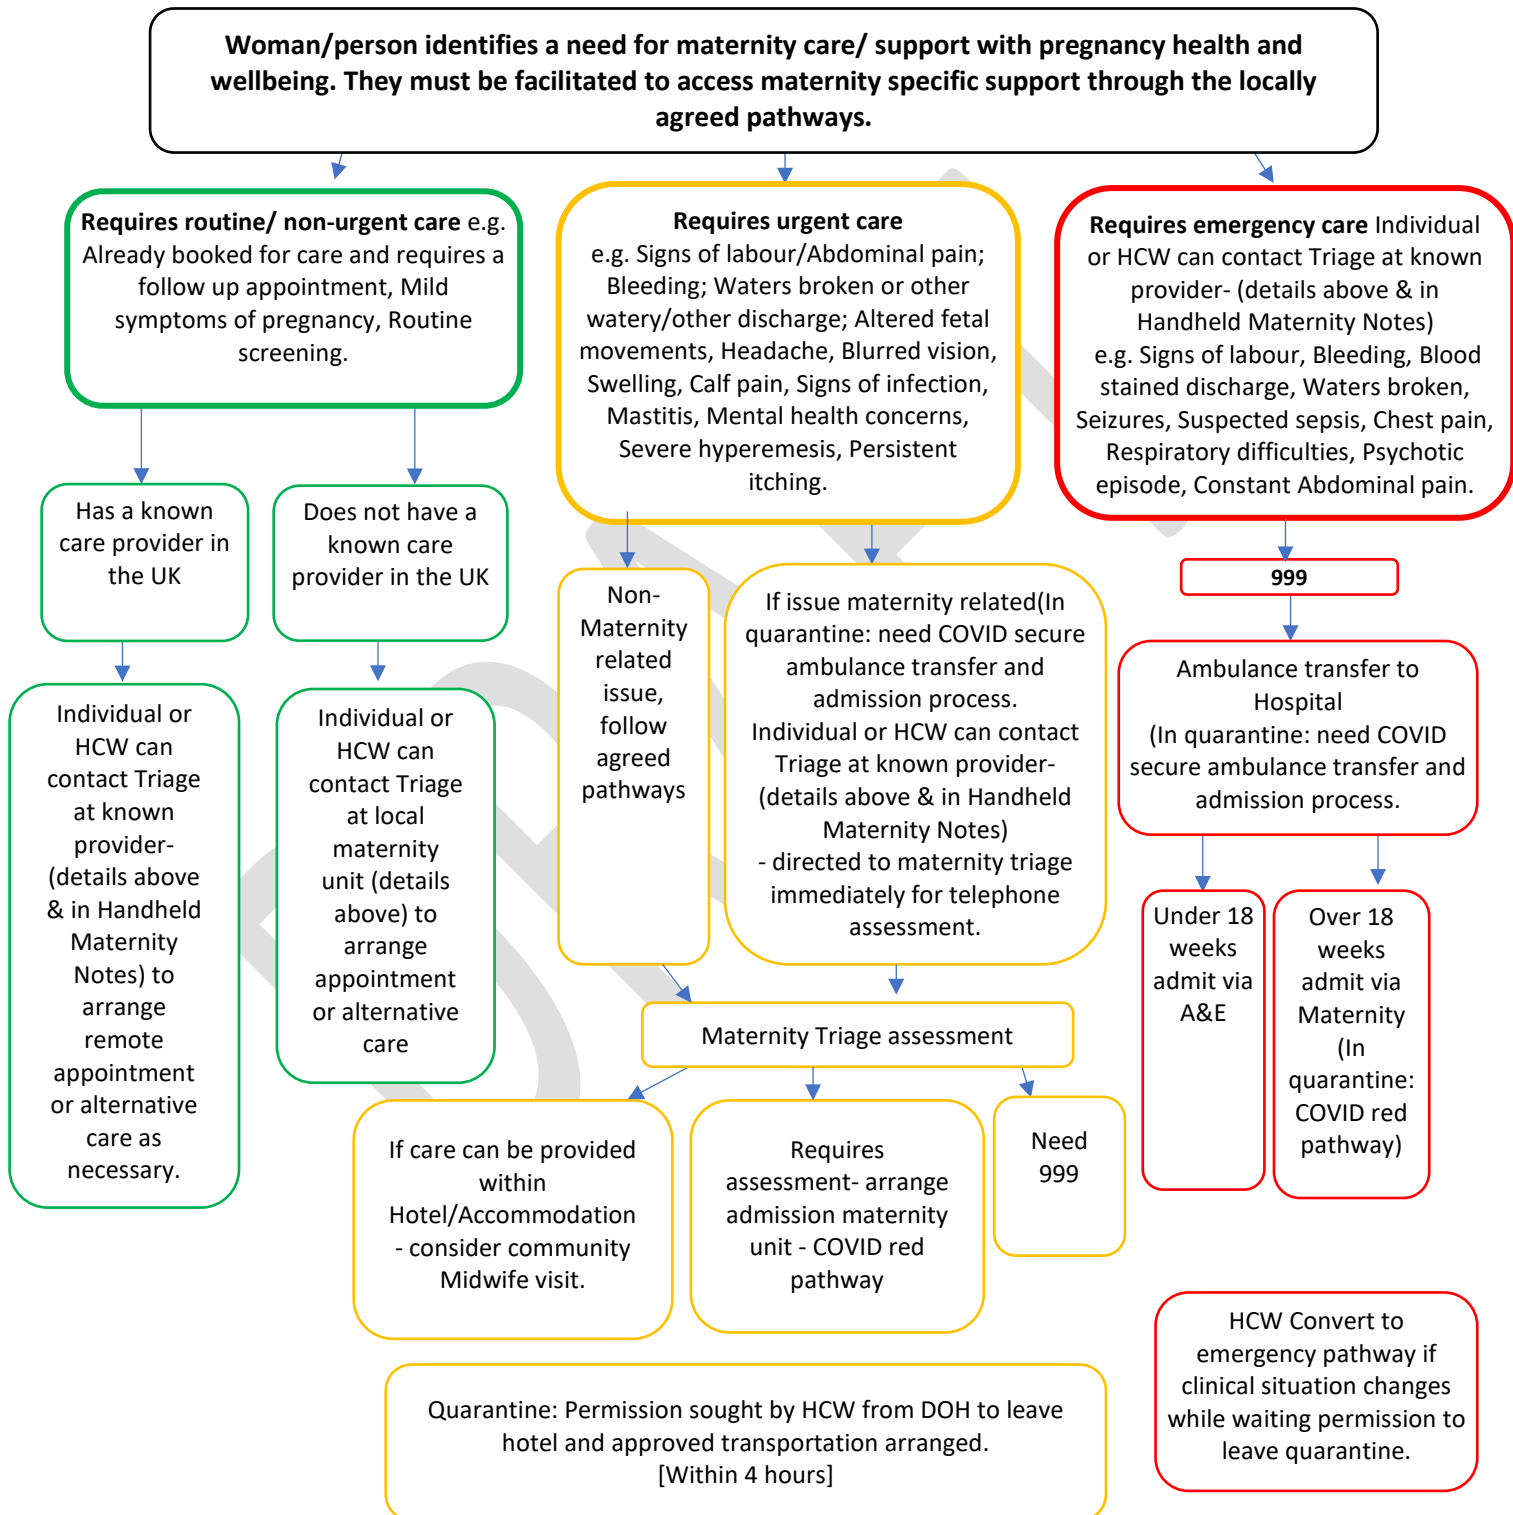 Woman/person identifies a need for maternity care/ support with pregnancy health and
wellbeing. They must be facilitated to access maternity specific support through the locally
agreed pathways.
Requires routine/ non-urgent care e.g.
Already booked for care and requires a
follow up appointment, Mild
symptoms of pregnancy, Routine
screening.
Requires urgent care
e.g. Signs of labour/Abdominal pain;
Bleeding; Waters broken or other
watery/other discharge; Altered fetal
movements, Headache, Blurred vision,
Swelling, Calf pain, Signs of infection,
Mastitis, Mental health concerns,
Severe hyperemesis, Persistent
itching.
Requires emergency care Individual
or HCW can contact Triage at known
provider- (details above & in
Handheld Maternity Notes)
e.g. Signs of labour, Bleeding, Blood
stained discharge, Waters broken,
Seizures, Suspected sepsis, Chest pain,
Respiratory difficulties, Psychotic
episode, Constant Abdominal pain.
Has a known
care provider in
the UK
Does not have a
known care
provider in the UK
Individual or
HCW can
contact Triage
at known
provider-
(details above
& in Handheld
Maternity
Notes) to
arrange
remote
appointment
or alternative
care as
necessary.
Individual or
HCW can
contact Triage
at local
maternity
unit (details
above) to
arrange
appointment
or alternative
care
Non-
Maternity
related
issue,
follow
agreed
pathways
If issue maternity related(In
quarantine: need COVID secure
ambulance transfer and
admission process.
Individual or HCW can contact
Triage at known provider-
(details above & in Handheld
Maternity Notes)
- directed to maternity triage
immediately for telephone
assessment.
Maternity Triage assessment
If care can be provided
within
Hotel/Accommodation
- consider community
Midwife visit.
Requires
assessment- arrange
admission maternity
unit - COVID red
pathway
Need
999
Quarantine: Permission sought by HCW from DOH to leave
hotel and approved transportation arranged.
[Within 4 hours]
999
Ambulance transfer to
Hospital
(In quarantine: need COVID
secure ambulance transfer and
admission process.
Under 18
weeks
admit via
A&E
Over 18
weeks
admit via
Maternity
(In
quarantine:
COVID red
pathway)
HCW Convert to
emergency pathway if
clinical situation changes
while waiting permission to
leave quarantine.
DRAFT